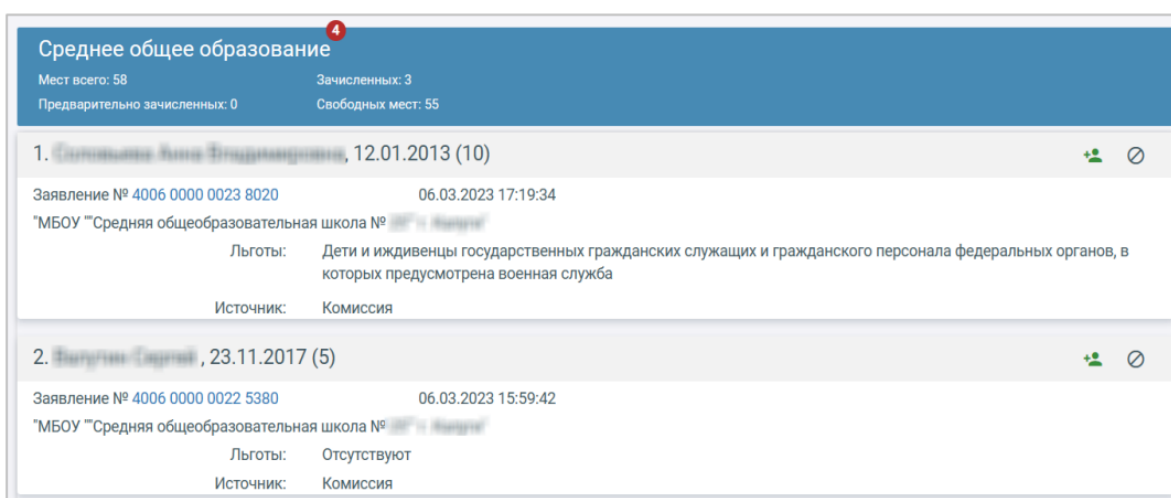 4
Среднее общее образование
Мест всего: 58 Зачисленных: 3
Предварительно зачисленных: 0 Свободных мест: 55
1. , 12.01.2013 (10)
Заявление № 4006 0000 0023 8020 06.03.2023 17:19:34
"МБОУ ""Средняя общеобразовательная школа №
Льготы: Дети и иждивенцы государственных гражданских служащих и гражданского персонала федеральных органов, в
которых предусмотрена военная служба
Источник: Комиссия
2. , 23.11.2017 (5)
Заявление № 4006 0000 0022 5380 06.03.2023 15:59:42
"МБОУ ""Средняя общеобразовательная школа №
Льготы: Отсутствуют
Источник: Комиссия